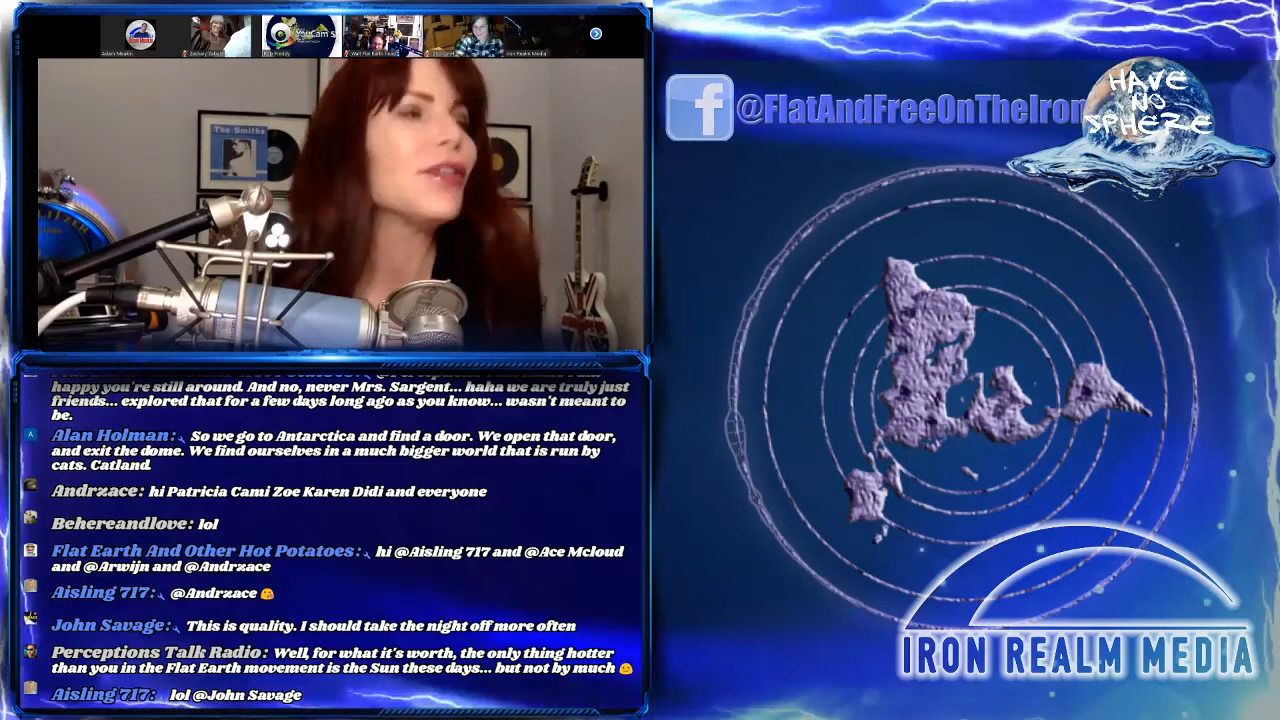 Adam Meakin
Iron Realm Media
The Smiths
@FlatAndFreeOnTheIron
HAVE
NO
SPHERE
happy you're still around. And no, never Mrs. Sargent... haha we are truly just
friends... explored that for a few days long ago as you know... wasn't meant to
be.
A
Alan Holman: So we go to Antarctica and find a door. We open that door,
and exit the dome. We find ourselves in a much bigger world that is run by
cats. Catland.
Andrzace: hi Patricia Cami Zoe Karen Didi and everyone
Behereandlove: lol
Flat Earth And Other Hot Potatoes: hi @Aisling 717 and @Ace Mcloud
and @Arwijn and @Andrzace
Aisling 717: @Andrzace
John Savage: This is quality. I should take the night off more often
Perceptions Talk Radio: Well, for what it's worth, the only thing hotter
than you in the Flat Earth movement is the Sun these days... but not by much
Aisling 717: lol @John Savage
IRON REALM MEDIA